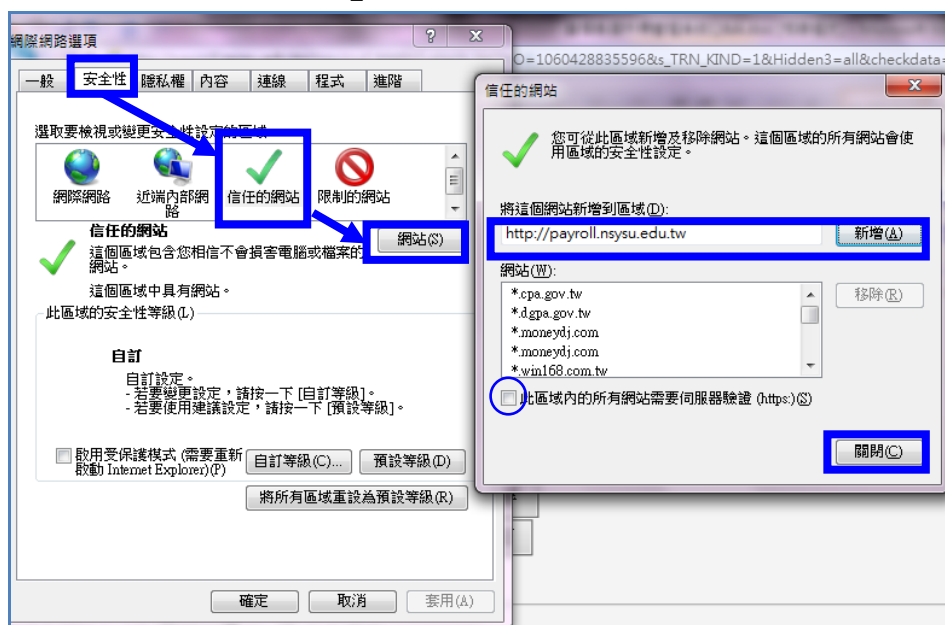 網際網路選項
一般
安全性
隱私權
內容
連線
程式
進階
選取要檢視或變更安全性設定的區域
網際網路
近端內部網路
信任的網站
限制的網站
信任的網站
這個區域包含您相信不會損害電腦或檔案的
網站。
這個區域中具有網站。
網站(S)
此區域的安全性等級(L)
自訂
自訂設定。
- 若要變更設定，請按一下 [自訂等級]。
- 若要使用建議設定，請按一下 [預設等級]。
啟用受保護模式 (需要重新
啟動 Internet Explorer)(P)
自訂等級(C)...
預設等級(D)
將所有區域重設為預設等級(R)
確定
取消
套用(A)
O=1060428835596&s_TRN_KIND=1&Hidden3=all&checkdata=
信任的網站
您可從此區域新增及移除網站。這個區域的所有網站會使
用區域的安全性設定。
將這個網站新增到區域(D):
http://payroll.nsysu.edu.tw
新增(A)
網站(W):
*.cpa.gov.tw
*.dgpa.gov.tw
*.moneydj.com
*.moneydj.com
*.win168.com.tw
移除(R)
此區域內的所有網站需要伺服器驗證 (https:)(S)
關閉(C)